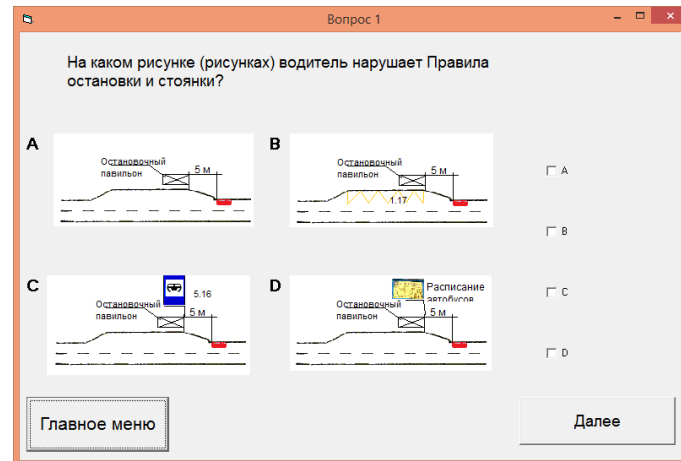 Вопрос 1
На каком рисунке (рисунках) водитель нарушает Правила
остановки и стоянки?
A
Остановочный
павильон
5 м
B
Остановочный
павильон
5 м
1.17
A
B
C
5.16
Остановочный
павильон
5 м
D
Расписание
автобусов
Остановочный
павильон
5 м
C
D
Главное меню
Далее